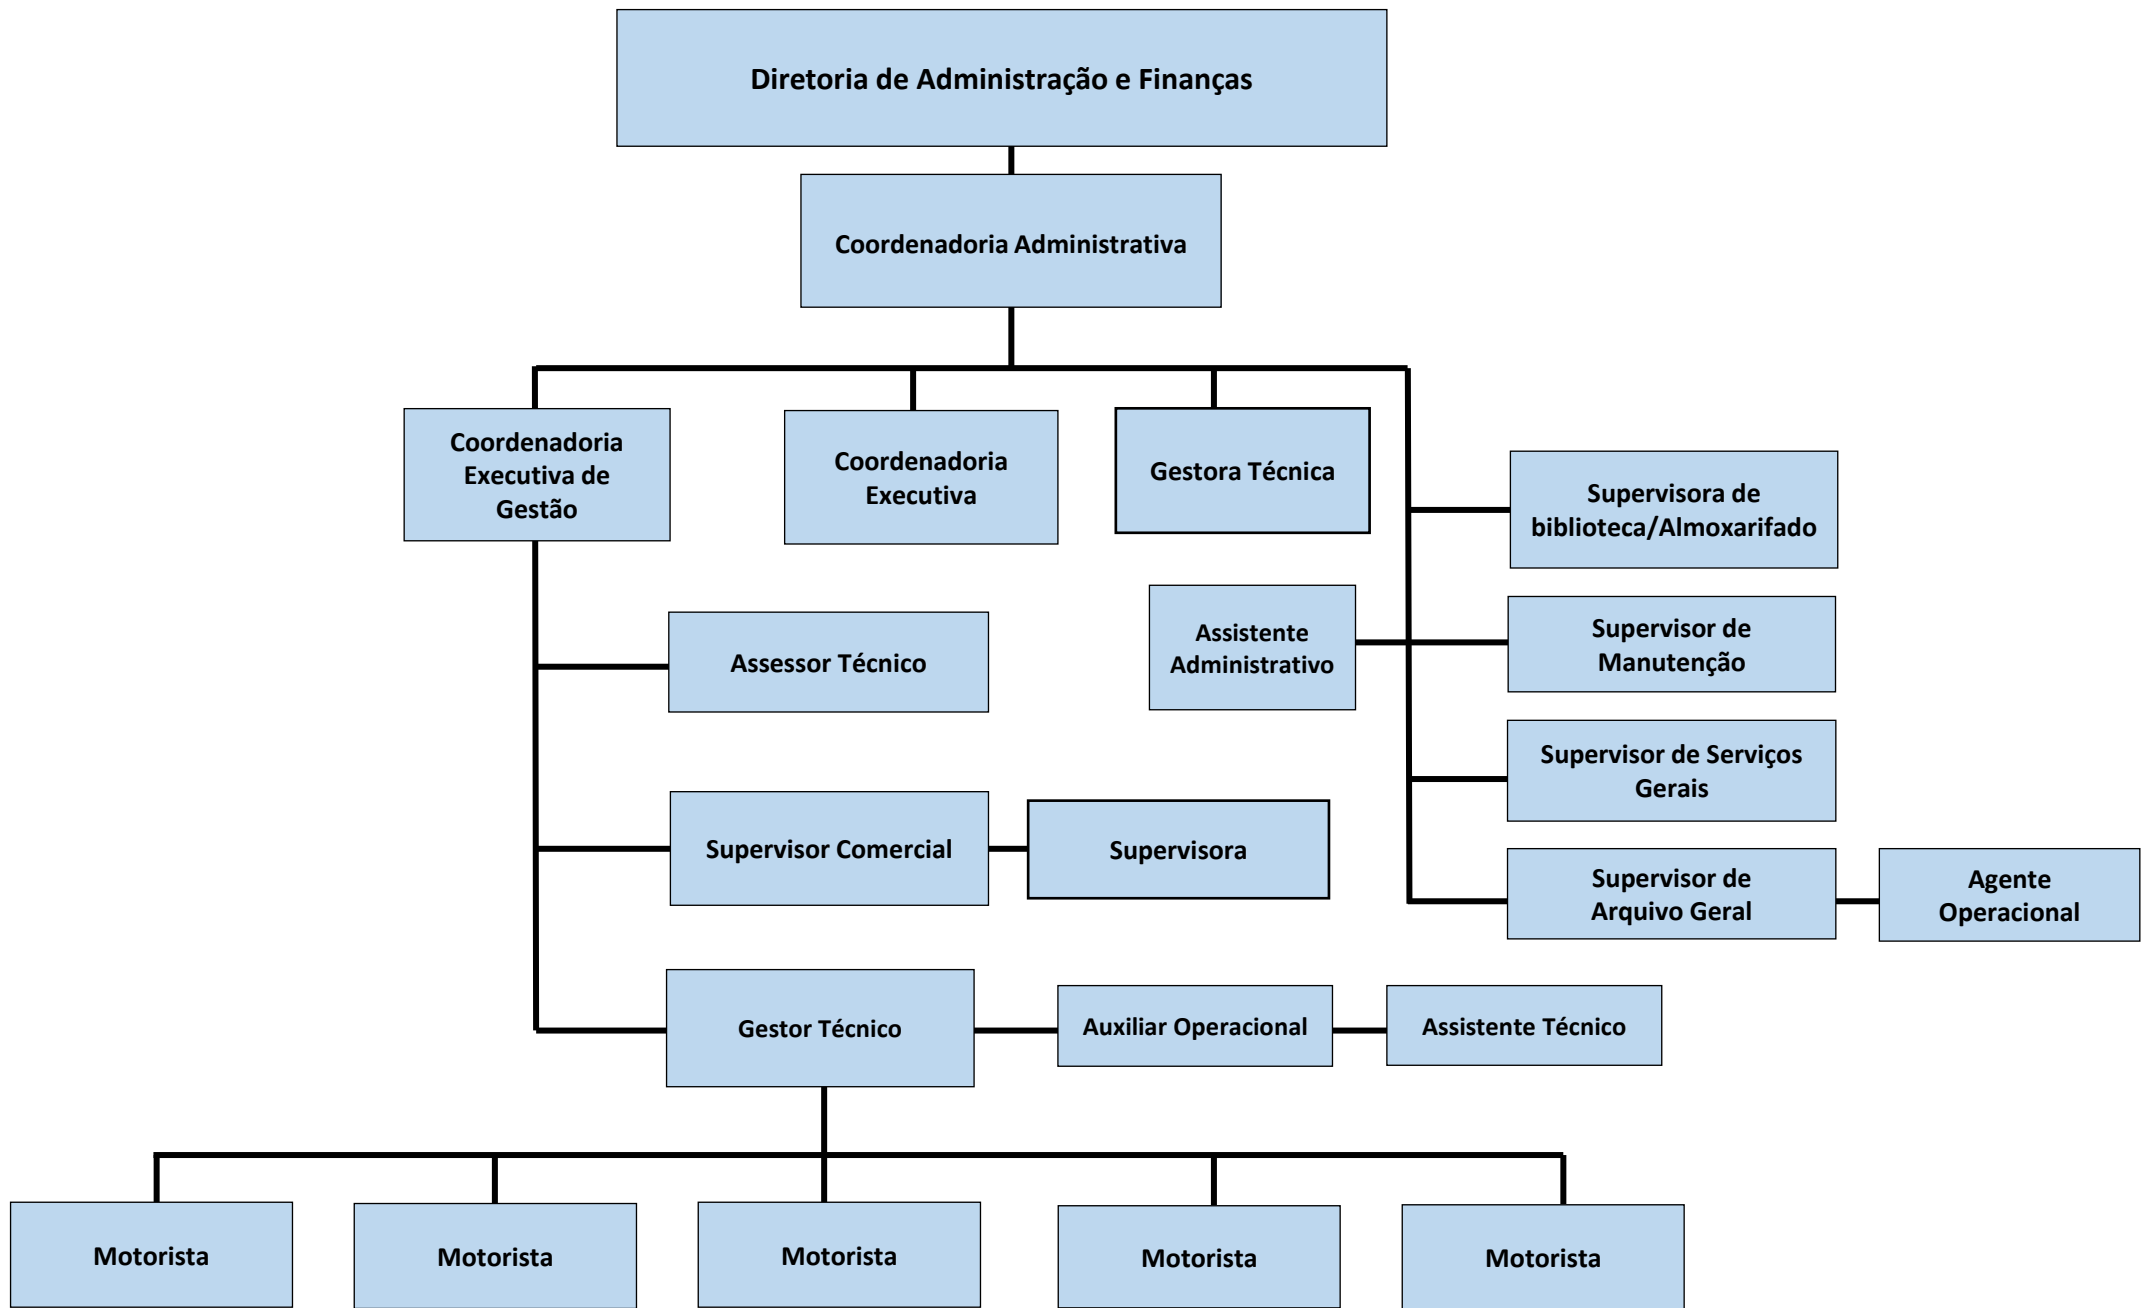 Diretoria de Administração e Finanças
Coordenadoria Administrativa
Coordenadoria
Executiva de
Gestão
Coordenadoria
Executiva
Gestora Técnica
Supervisora de
biblioteca/Almoxarifado
Assistente
Administrativo
Supervisor de
Manutenção
Assessor Técnico
Supervisor de Serviços
Gerais
Supervisor Comercial
Supervisora
Supervisor de
Arquivo Geral
Agente
Operacional
Gestor Técnico
Auxiliar Operacional
Assistente Técnico
Motorista
Motorista
Motorista
Motorista
Motorista